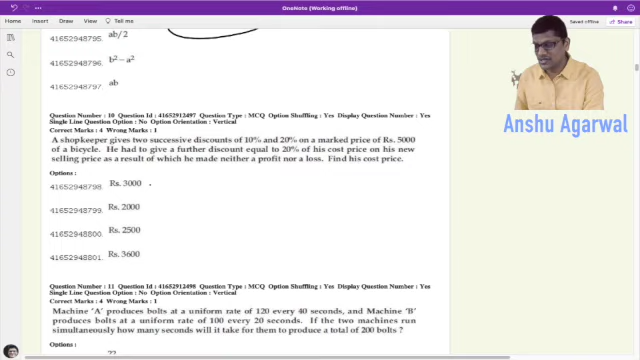 OneNote (Working offline)
Home Insert Draw View Tell me
Saved offline
41652948795. ab/2
41652948796. b² − a²
41652948797. ab
Question Number : 10 Question Id : 41652912497 Question Type : MCQ Option Shuffling : Yes Display Question Number : Yes
Single Line Question Option : No Option Orientation : Vertical
Correct Marks : 4 Wrong Marks : 1
A shopkeeper gives two successive discounts of 10% and 20% on a marked price of Rs. 5000
of a bicycle. He had to give a further discount equal to 20% of his cost price on his new
selling price as a result of which he made neither a profit nor a loss. Find his cost price.
Options :
41652948798. Rs. 3000
41652948799. Rs. 2000
41652948800. Rs. 2500
41652948801. Rs. 3600
Question Number : 11 Question Id : 41652912498 Question Type : MCQ Option Shuffling : Yes Display Question Number : Yes
Single Line Question Option : No Option Orientation : Vertical
Correct Marks : 4 Wrong Marks : 1
Machine 'A' produces bolts at a uniform rate of 120 every 40 seconds, and Machine 'B'
produces bolts at a uniform rate of 100 every 20 seconds. If the two machines run
simultaneously how many seconds will it take for them to produce a total of 200 bolts ?
Options :
Anshu Agarwal